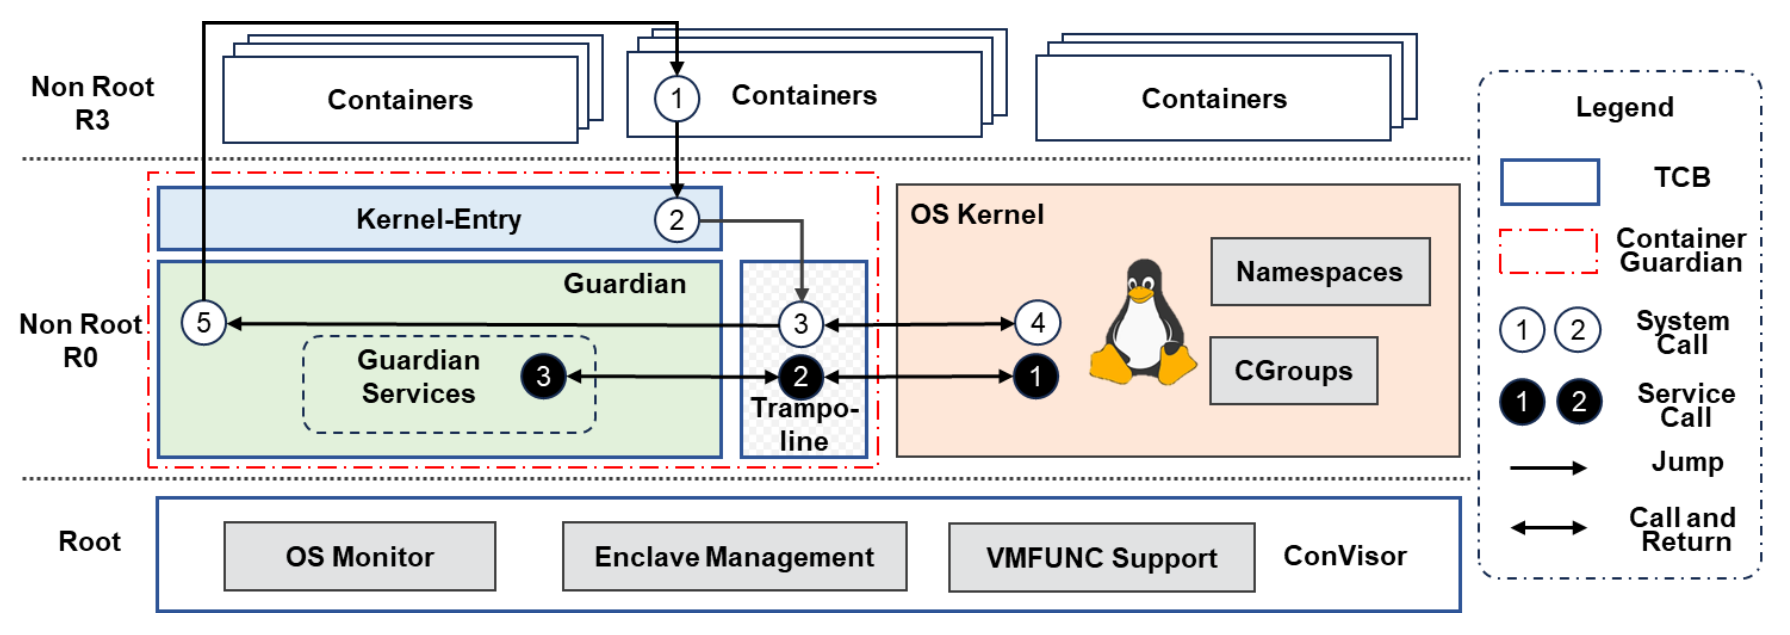 Non Root
R3
Containers
1
Containers
Containers
Non Root
R0
Kernel-Entry
2
Guardian
5
Guardian
Services
3
3
2
Trampo-
line
OS Kernel
4
1
Namespaces
CGroups
Root
OS Monitor
Enclave Management
VMFUNC Support
ConVisor
Legend
TCB
Container
Guardian
1 2
System
Call
1 2
Service
Call
Jump
Call and
Return